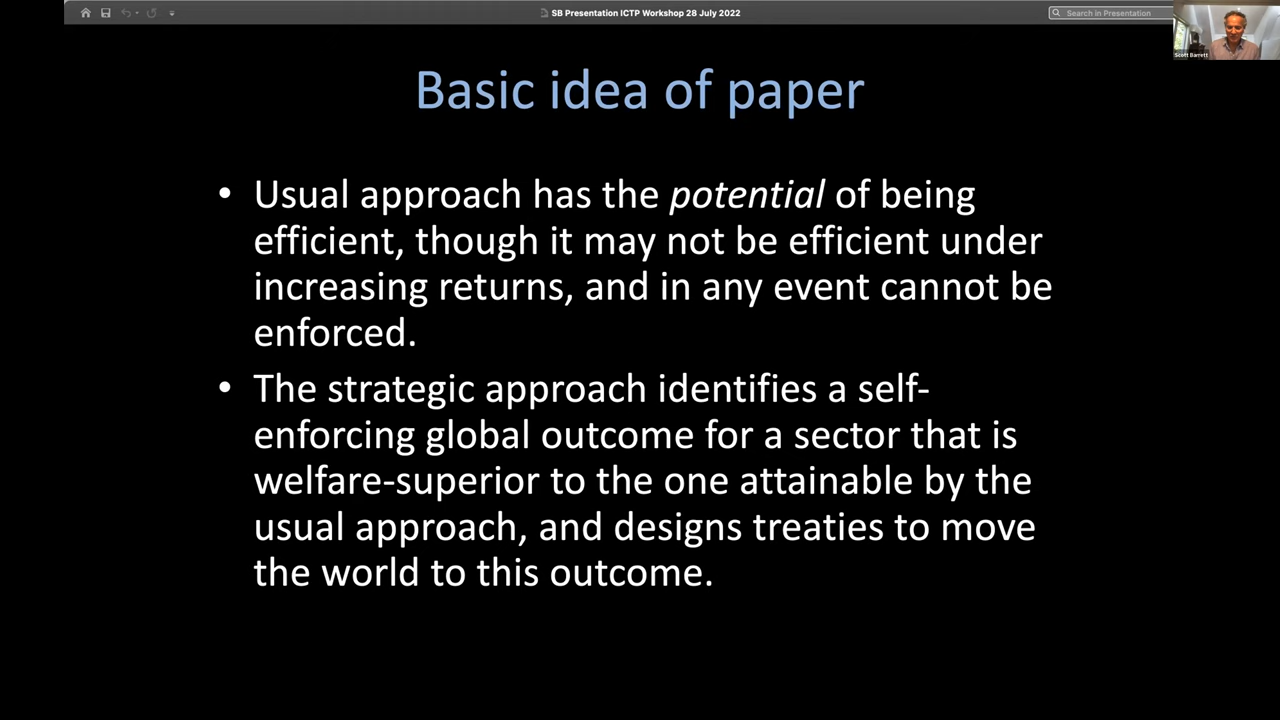 SB Presentation ICTP Workshop 28 July 2022
Search in Presentation
Scott Barrett
Basic idea of paper
• Usual approach has the potential of being
efficient, though it may not be efficient under
increasing returns, and in any event cannot be
enforced.
• The strategic approach identifies a self-
enforcing global outcome for a sector that is
welfare-superior to the one attainable by the
usual approach, and designs treaties to move
the world to this outcome.